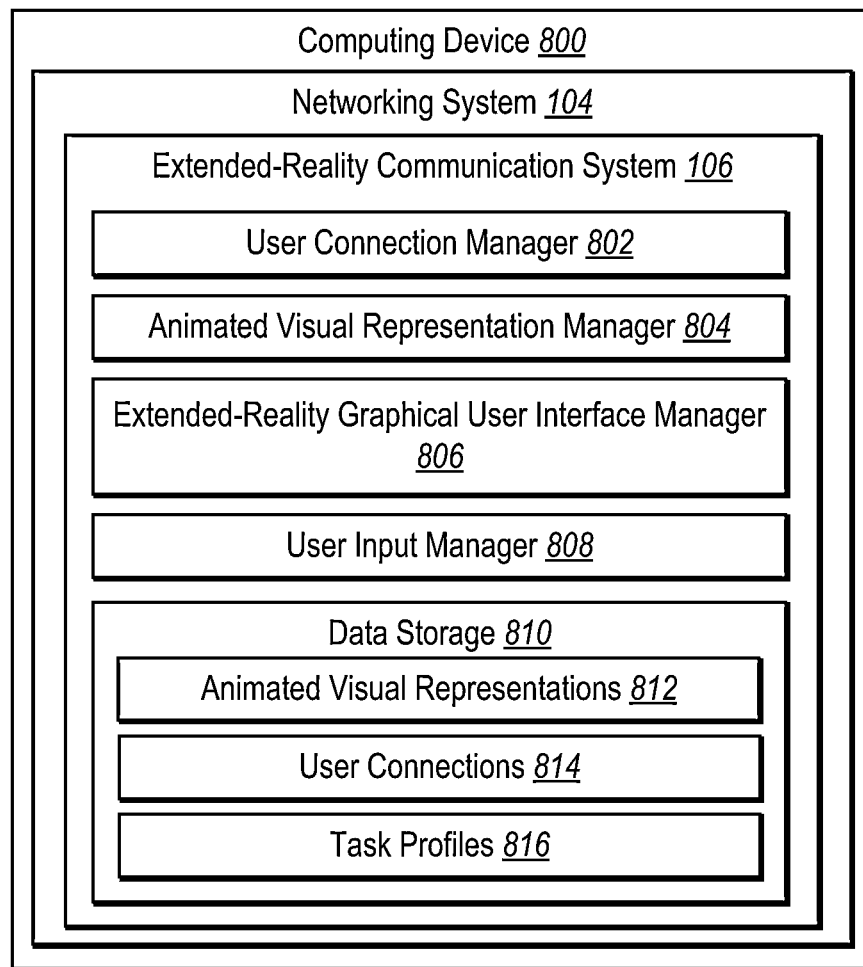 Computing Device 800
Networking System 104
Extended-Reality Communication System 106
User Connection Manager 802
Animated Visual Representation Manager 804
Extended-Reality Graphical User Interface Manager
806
User Input Manager 808
Data Storage 810
Animated Visual Representations 812
User Connections 814
Task Profiles 816